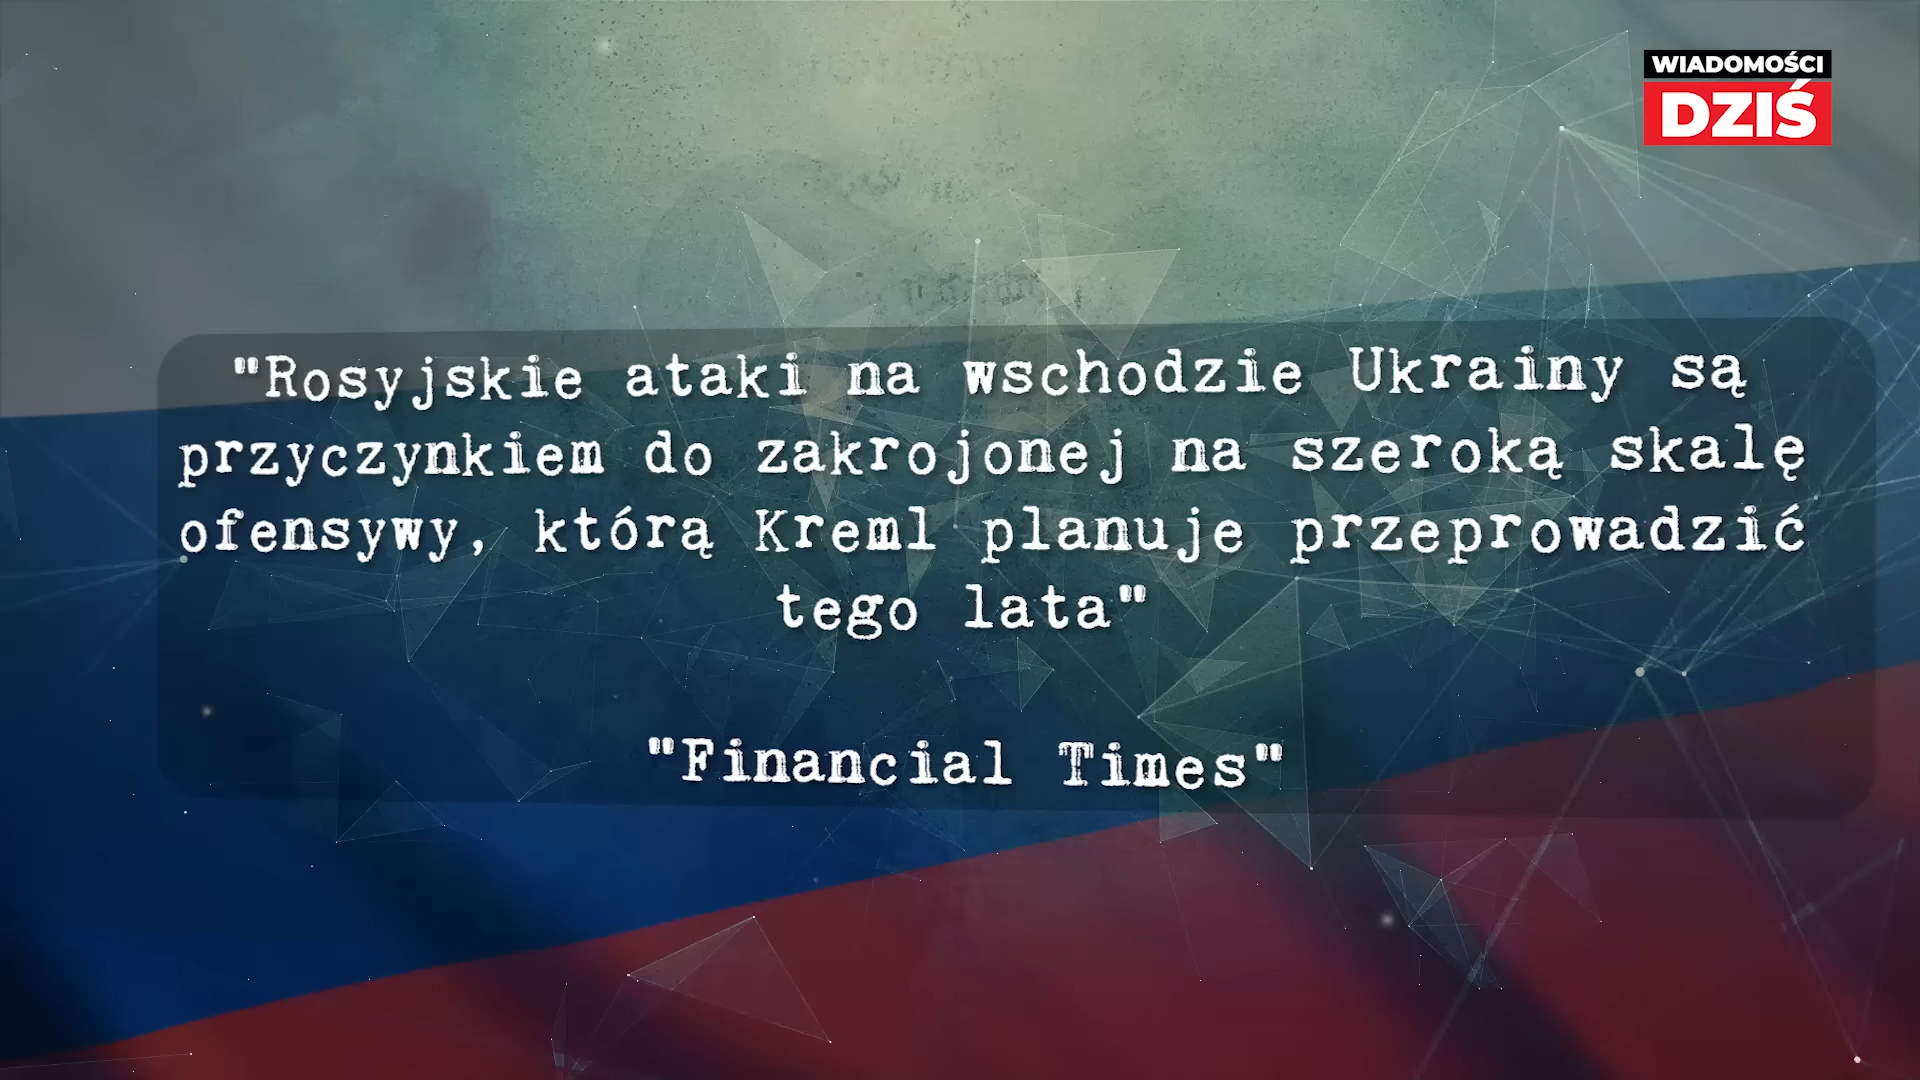 WIADOMOŚCI
DZIŚ
"Rosyjskie ataki na wschodzie Ukrainy są
przyczynkiem do zakrojonej na szeroką skalę
ofensywy, którą Kreml planuje przeprowadzić
tego lata"
"Financial Times"